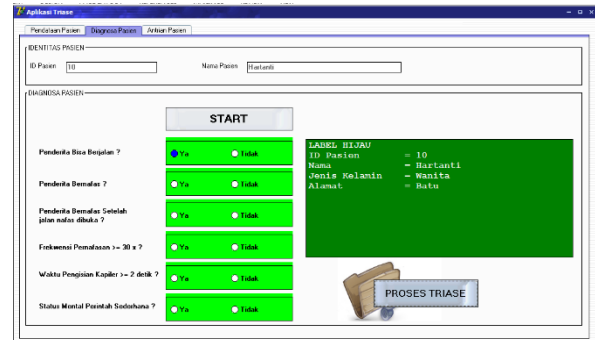 Aplikasi Triase
Pendataan Pasien Diagnosa Pasien Antrian Pasien
IDENTITAS PASIEN
ID Pasien 10 Nama Pasien Hartanti
DIAGNOSA PASIEN
START
Penderita Bisa Berjalan ? Ya Tidak
Penderita Bernafas ? Ya Tidak
Penderita Bernafas Setelah
jalan nafas dibuka ? Ya Tidak
Frekwensi Pernafasan >= 30 x ? Ya Tidak
Waktu Pengisian Kapiler >= 2 detik ? Ya Tidak
Status Mental Perintah Sederhana ? Ya Tidak
LABEL HIJAU
ID Pasien = 10
Nama = Hartanti
Jenis Kelamin = Wanita
Alamat = Batu
PROSES TRIASE